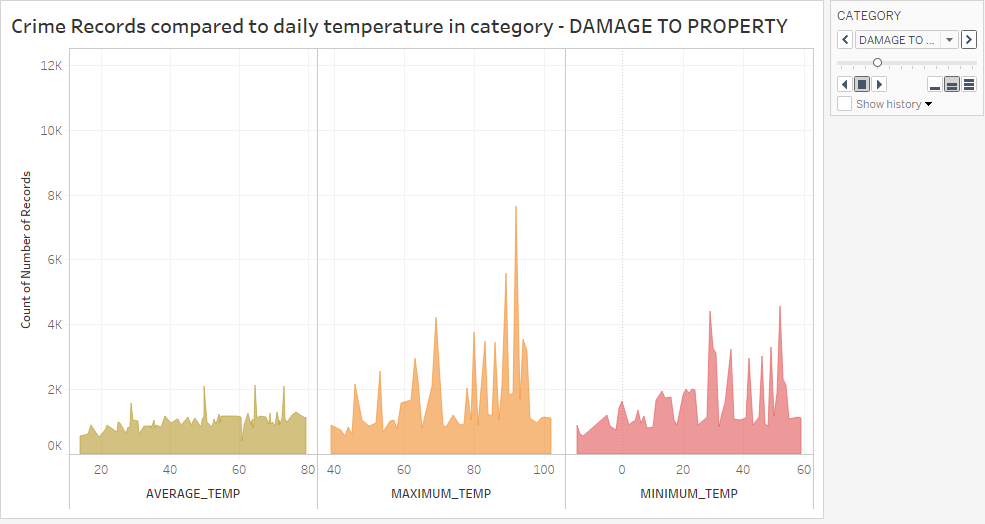 Crime Records compared to daily temperature in category - DAMAGE TO PROPERTY
CATEGORY
DAMAGE TO ...
Show history
Count of Number of Records
12K
10K
8K
6K
4K
2K
0K
20 40 60 80
40 60 80 100
0 20 40 60
AVERAGE_TEMP
MAXIMUM_TEMP
MINIMUM_TEMP